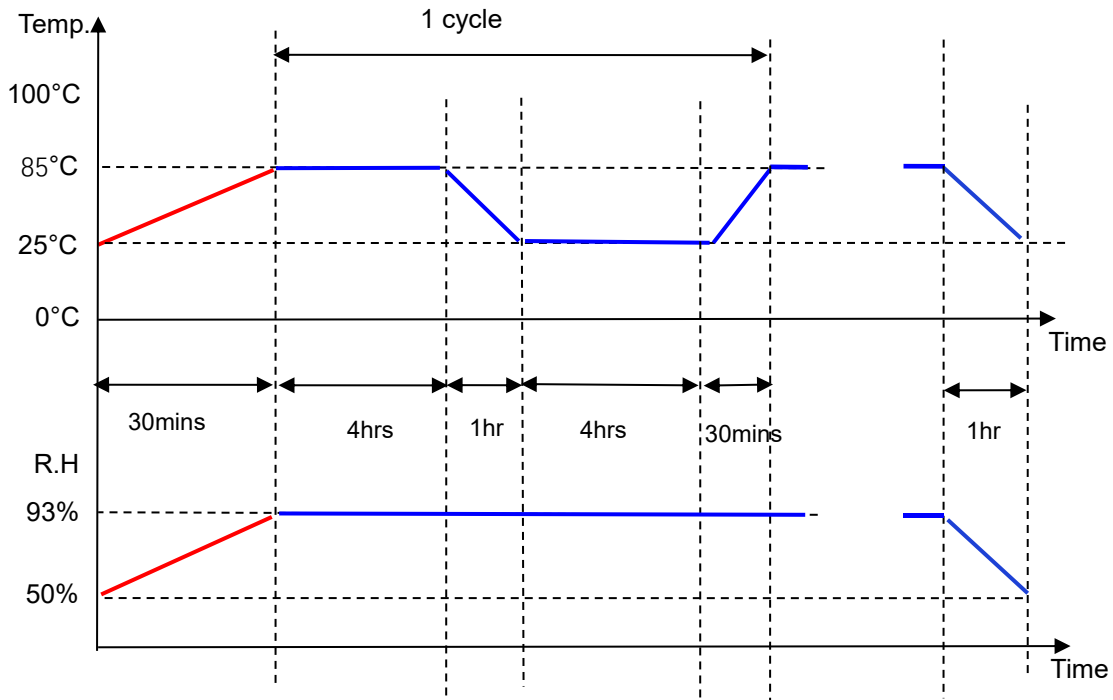 1 cycle
Temp.
100°C
85°C
25°C
0°C
Time
30mins
4hrs
1hr
4hrs
30mins
1hr
R.H
93%
50%
Time